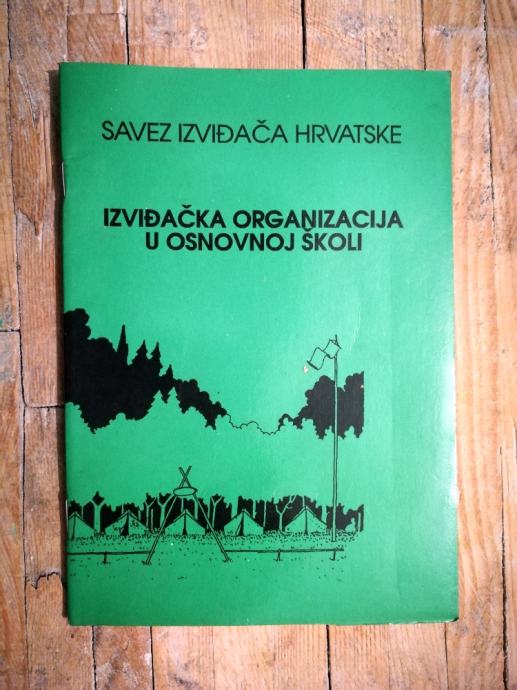 SAVEZ IZVIĐAČA HRVATSKE
IZVIĐAČKA ORGANIZACIJA
U OSNOVNOJ ŠKOLI